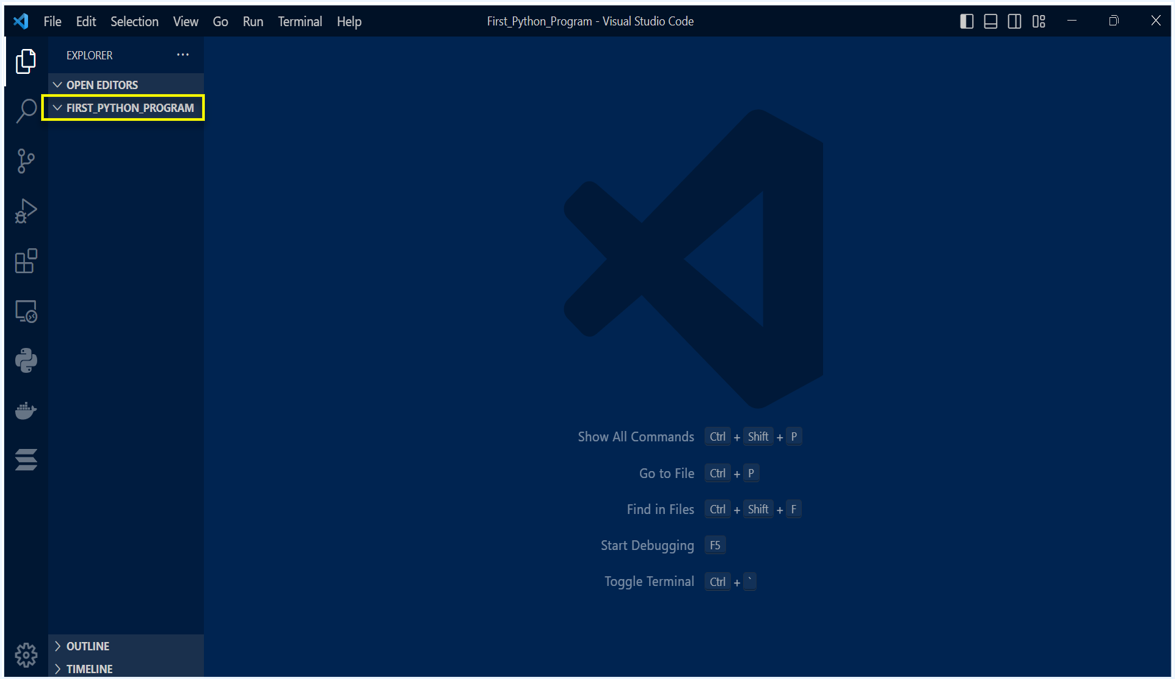 File Edit Selection View Go Run Terminal Help First_Python_Program - Visual Studio Code
EXPLORER ...
OPEN EDITORS
FIRST_PYTHON_PROGRAM
Show All Commands Ctrl + Shift + P
Go to File Ctrl + P
Find in Files Ctrl + Shift + F
Start Debugging F5
Toggle Terminal Ctrl + `
OUTLINE
TIMELINE